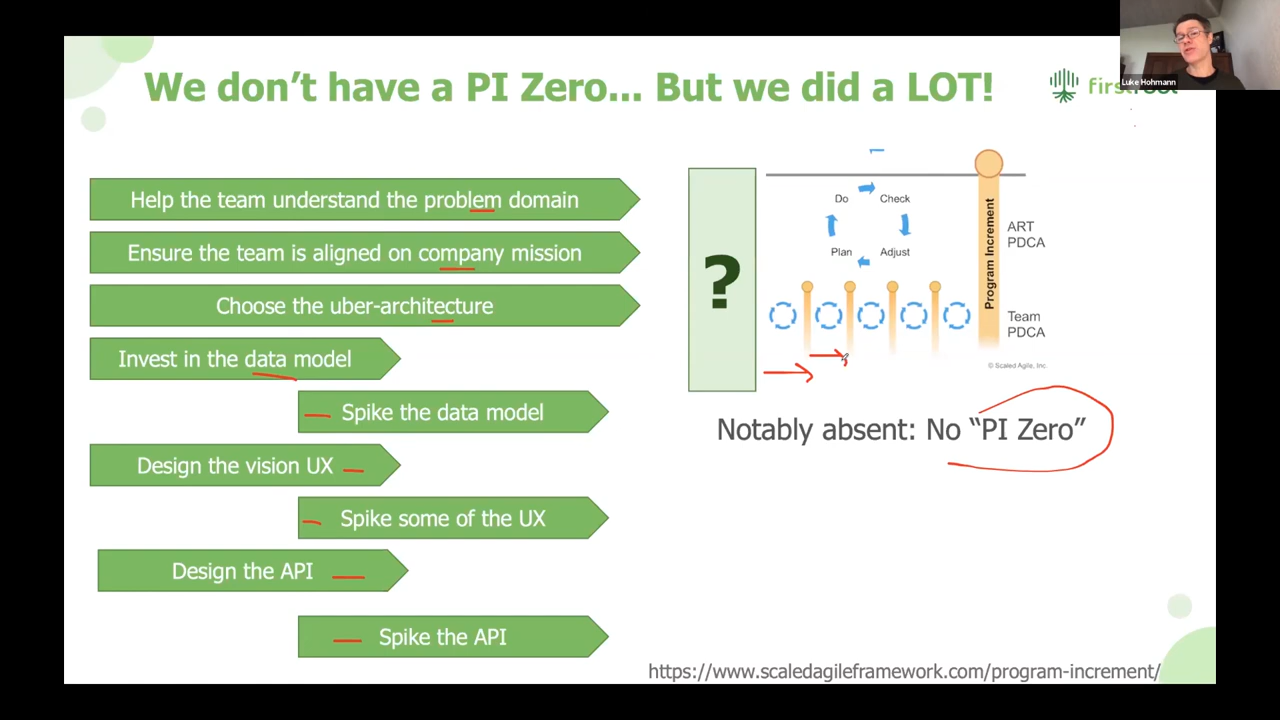 We don't have a PI Zero... But we did a LOT!
Luke Hohmann
Help the team understand the problem domain
Ensure the team is aligned on company mission
Choose the uber-architecture
Invest in the data model
Spike the data model
Design the vision UX
Spike some of the UX
Design the API
Spike the API
?
Do
Check
Plan
Adjust
Program Increment
ART
PDCA
Team
PDCA
© Scaled Agile, Inc.
Notably absent: No “PI Zero”
https://www.scaledagileframework.com/program-increment/